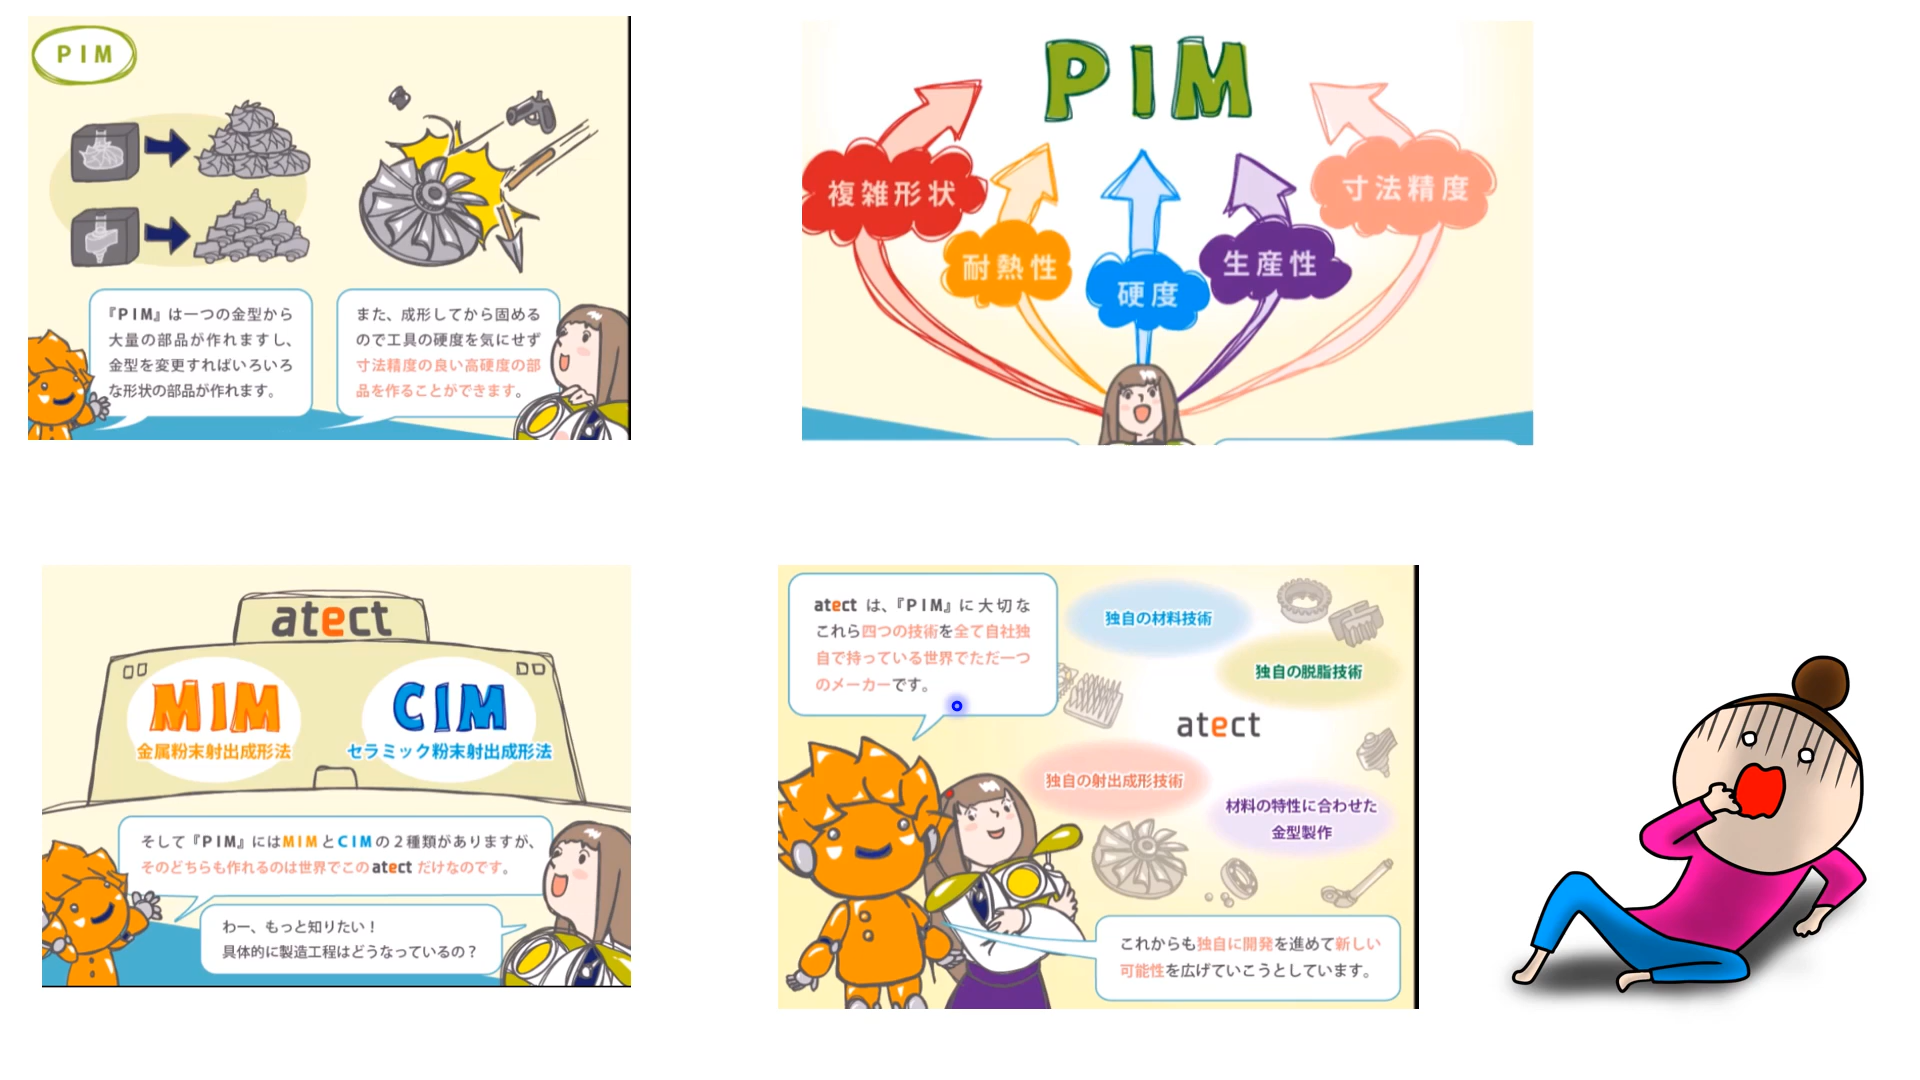 PIM
『PIM』は一つの金型から
大量の部品が作れますし、
金型を変更すればいろいろ
な形状の部品が作れます。
また、成形してから固める
ので工具の硬度を気にせず
寸法精度の良い高硬度の部
品を作ることができます。
PIM
複雑形状
耐熱性
硬度
生産性
寸法精度
atect
MIM
金属粉末射出成形法
CIM
セラミック粉末射出成形法
そして『PIM』にはMIMとCIMの２種類がありますが、
そのどちらも作れるのは世界でこのatectだけなのです。
わー、もっと知りたい！
具体的に製造工程はどうなっているの？
atect は、『PIM』に大切な
これら四つの技術を全て自社独
自で持っている世界でただ一つ
のメーカーです。
独自の材料技術
独自の脱脂技術
atect
独自の射出成形技術
材料の特性に合わせた
金型製作
これからも独自に開発を進めて新しい
可能性を広げていこうとしています。